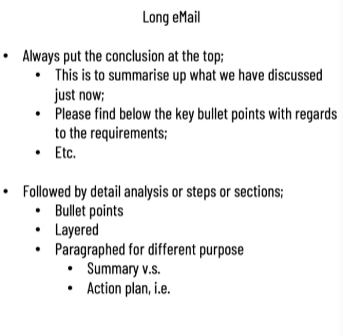 Long eMail
• Always put the conclusion at the top;
• This is to summarise up what we have discussed
just now;
• Please find below the key bullet points with regards
to the requirements;
• Etc.
• Followed by detail analysis or steps or sections;
• Bullet points
• Layered
• Paragraphed for different purpose
• Summary v.s.
• Action plan, i.e.